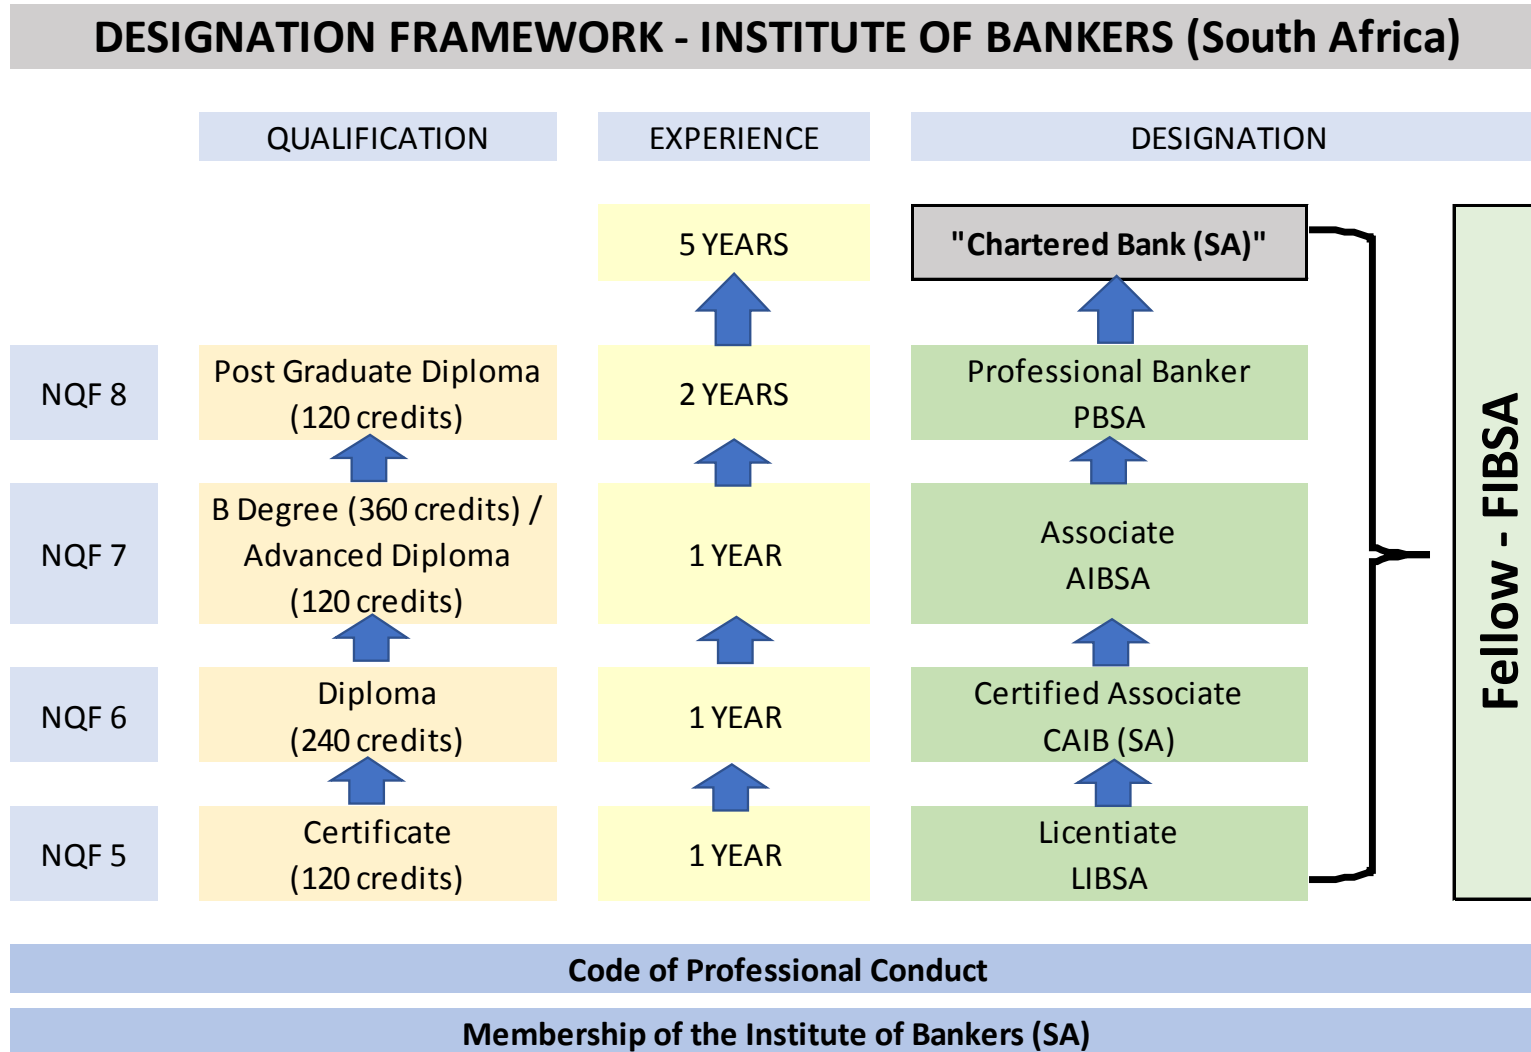 DESIGNATION FRAMEWORK - INSTITUTE OF BANKERS (South Africa)
QUALIFICATION
EXPERIENCE
DESIGNATION
5 YEARS
"Chartered Bank (SA)"
NQF 8
Post Graduate Diploma
(120 credits)
2 YEARS
Professional Banker
PBSA
NQF 7
B Degree (360 credits) /
Advanced Diploma
(120 credits)
1 YEAR
Associate
AIBSA
NQF 6
Diploma
(240 credits)
1 YEAR
Certified Associate
CAIB (SA)
NQF 5
Certificate
(120 credits)
1 YEAR
Licentiate
LIBSA
Fellow - FIBSA
Code of Professional Conduct
Membership of the Institute of Bankers (SA)